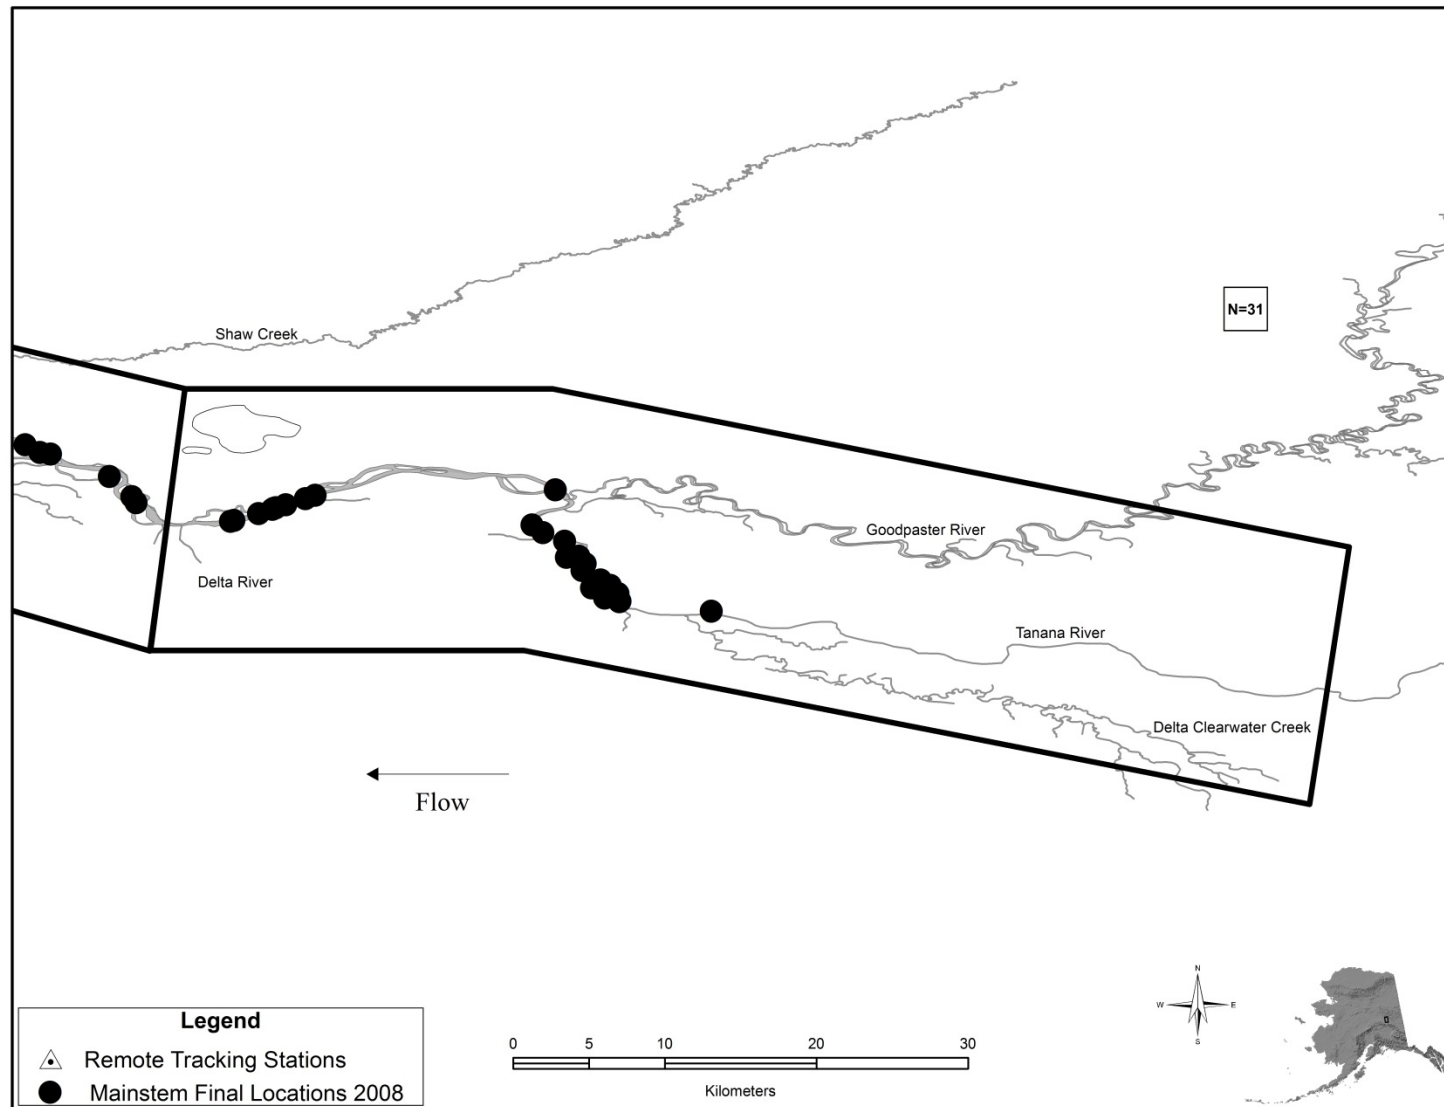 Shaw Creek
N=31
Goodpaster River
Delta River
Tanana River
Delta Clearwater Creek
Flow
Legend
Remote Tracking Stations
Mainstem Final Locations 2008
0 5 10 20 30
Kilometers
N
W E
S